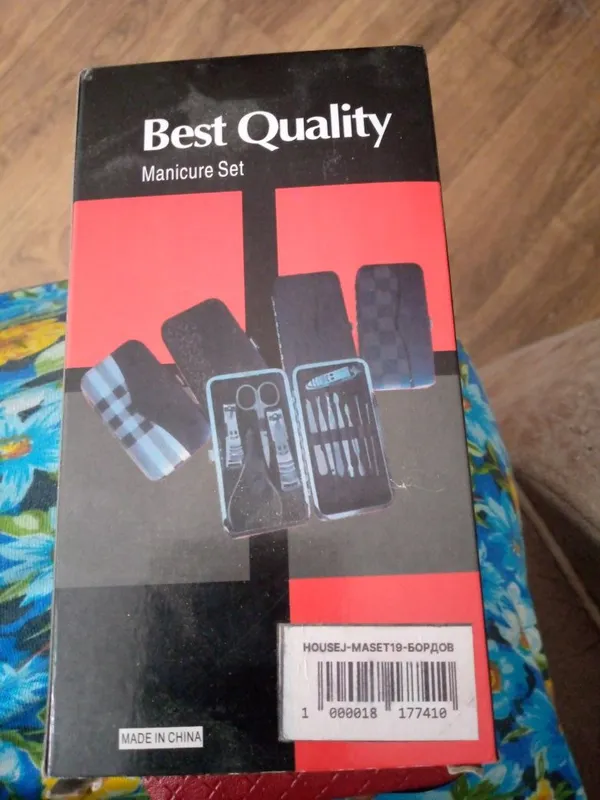 Best Quality
Manicure Set
HOUSEJ-MASET19-БОРДОВ
1 000018 177410
MADE IN CHINA